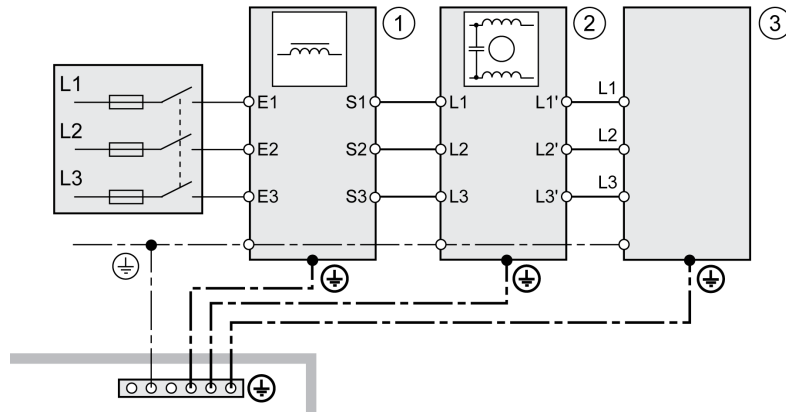 ① ② ③
L1 E1 S1 L1 L1' L1
L2 E2 S2 L2 L2' L2
L3 E3 S3 L3 L3' L3